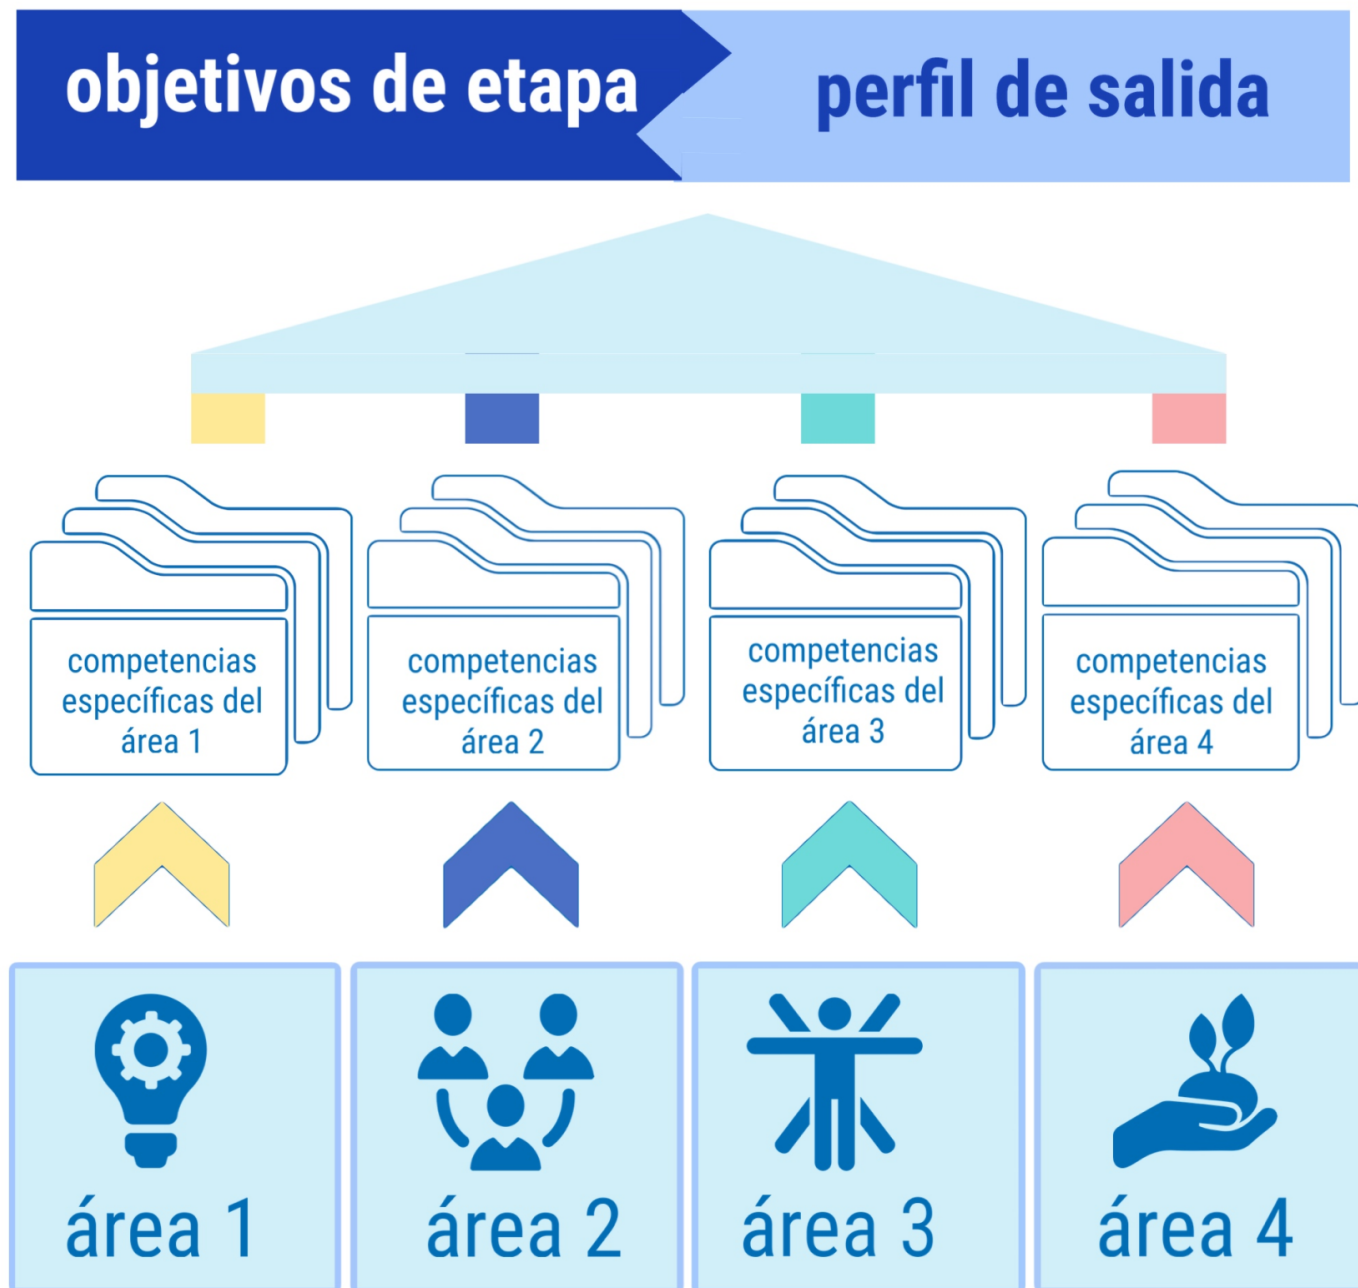 objetivos de etapa
perfil de salida
competencias
específicas del
área 1
competencias
específicas del
área 2
competencias
específicas del
área 3
competencias
específicas del
área 4
área 1
área 2
área 3
área 4